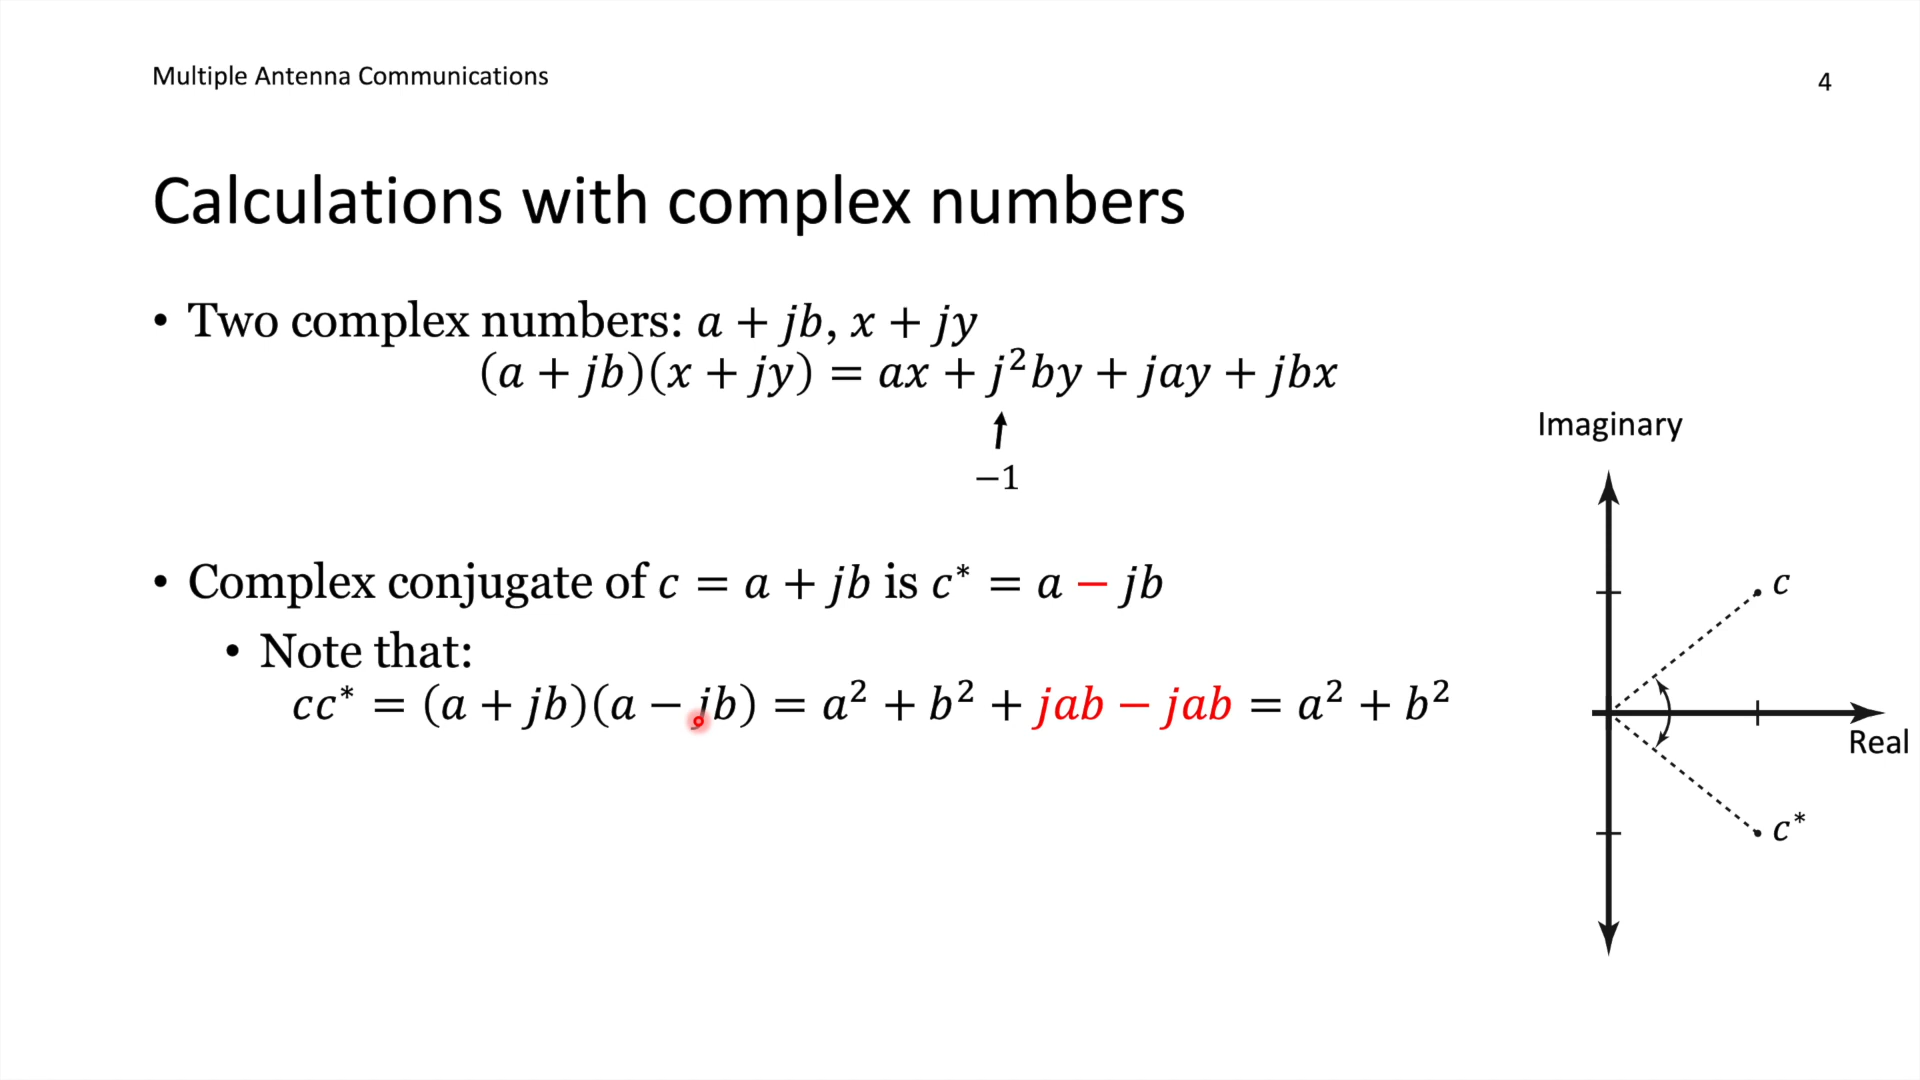 Multiple Antenna Communications
4
Calculations with complex numbers
• Two complex numbers: a + jb, x + jy
(a + jb)(x + jy) = ax + j²by + jay + jbx
−1
• Complex conjugate of c = a + jb is c* = a − jb
• Note that:
cc* = (a + jb)(a − jb) = a² + b² + jab − jab = a² + b²
Imaginary
c
Real
c*